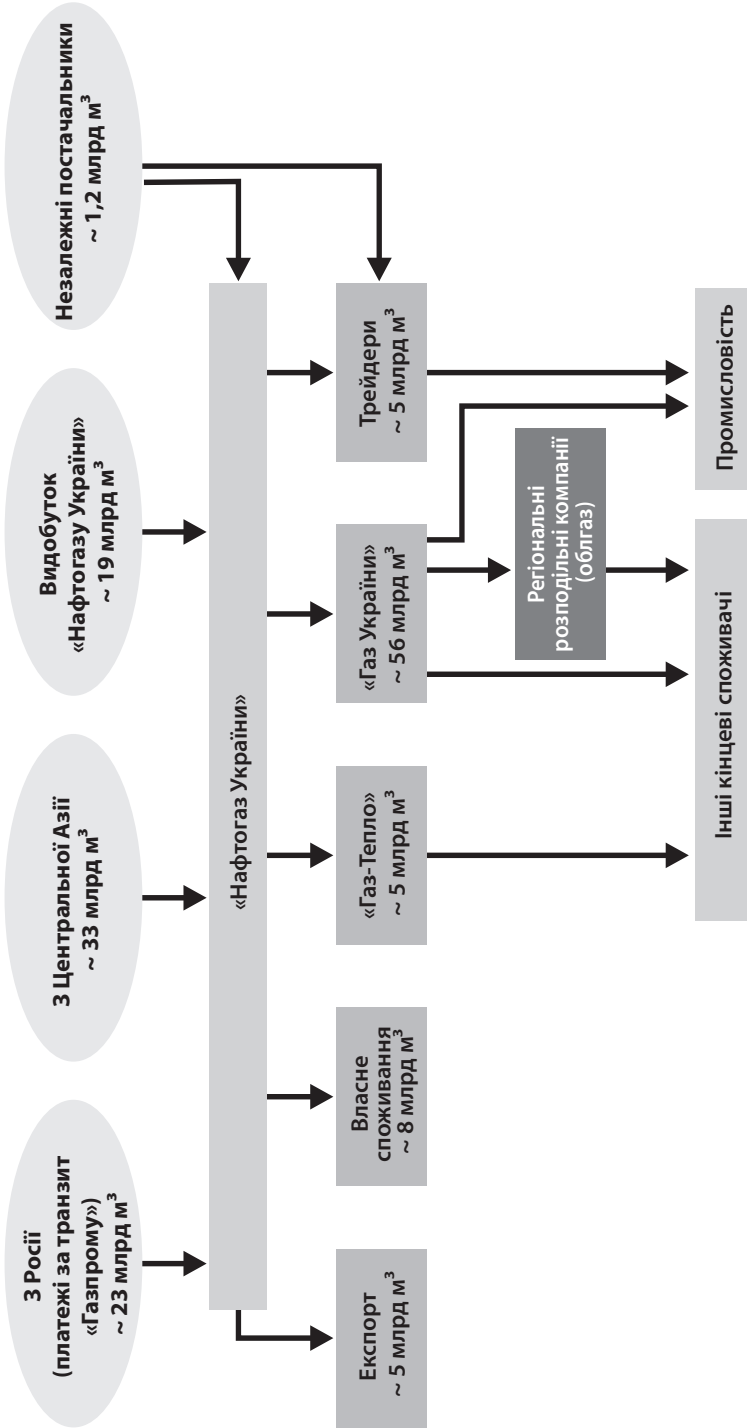 З Росії
(платежі за транзит
«Газпрому»)
~ 23 млрд м³
З Центральної Азії
~ 33 млрд м³
Видобуток
«Нафтогазу України»
~ 19 млрд м³
Незалежні постачальники
~ 1,2 млрд м³
«Нафтогаз України»
Експорт
~ 5 млрд м³
Власне
споживання
~ 8 млрд м³
«Газ-Тепло»
~ 5 млрд м³
«Газ України»
~ 56 млрд м³
Трейдери
~ 5 млрд м³
Регіональні
розподільні компанії
(облгаз)
Інші кінцеві споживачі
Промисловість